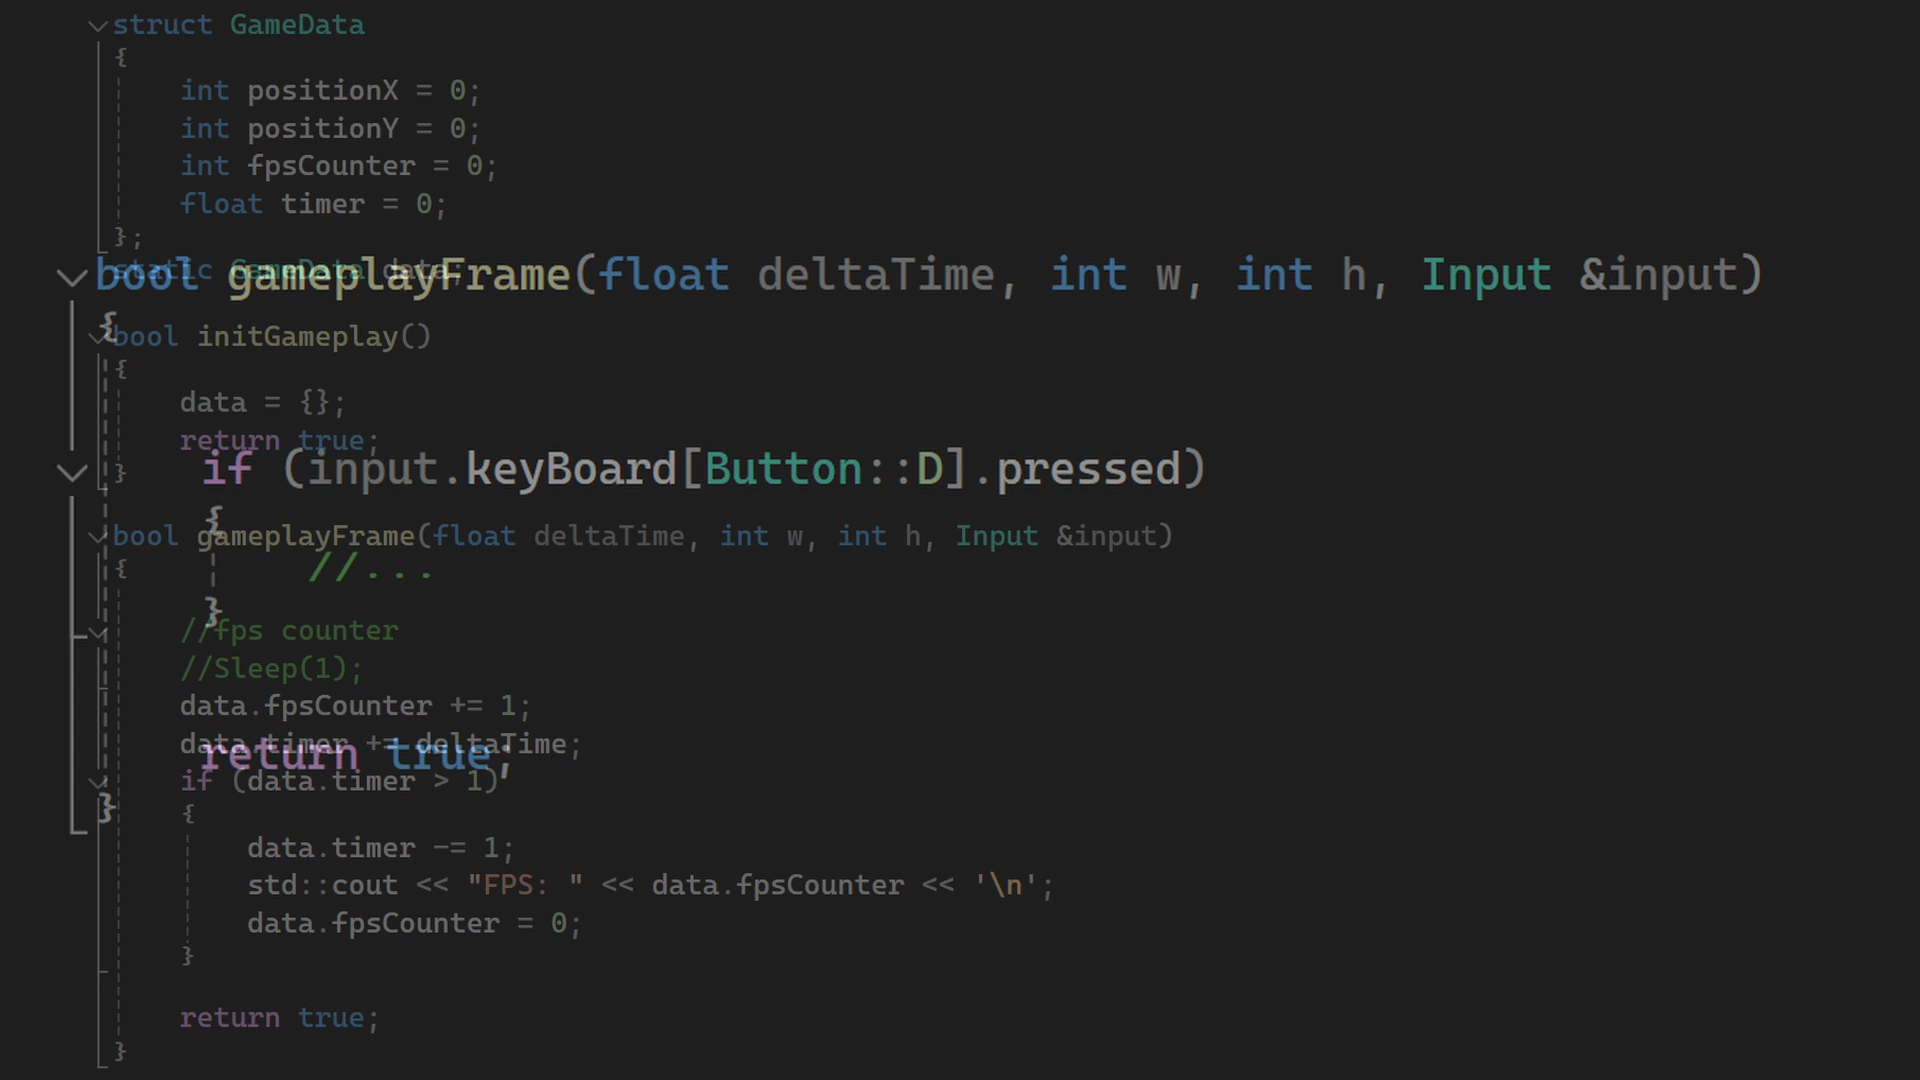 struct GameData
{
int positionX = 0;
int positionY = 0;
int fpsCounter = 0;
float timer = 0;
};
static GameData data;
bool initGameplay()
{
data = {};
return true;
}
bool gameplayFrame(float deltaTime, int w, int h, Input &input)
{
//fps counter
//Sleep(1);
data.fpsCounter += 1;
data.timer += deltaTime;
if (data.timer > 1)
{
data.timer -= 1;
std::cout << "FPS: " << data.fpsCounter << '\n';
data.fpsCounter = 0;
}
return true;
}
bool gameplayFrame(float deltaTime, int w, int h, Input &input)
{
if (input.keyBoard[Button::D].pressed)
{
//...
}
return true;
}